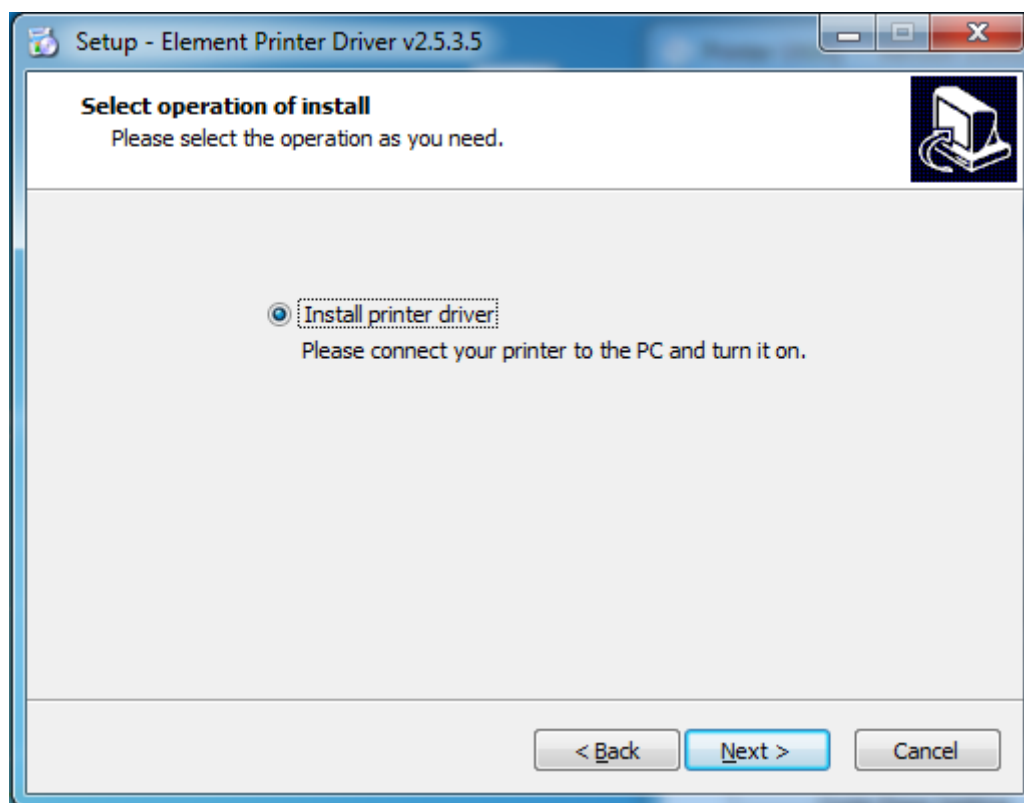 Setup - Element Printer Driver v2.5.3.5
Select operation of install
Please select the operation as you need.
Install printer driver
Please connect your printer to the PC and turn it on.
< Back Next > Cancel